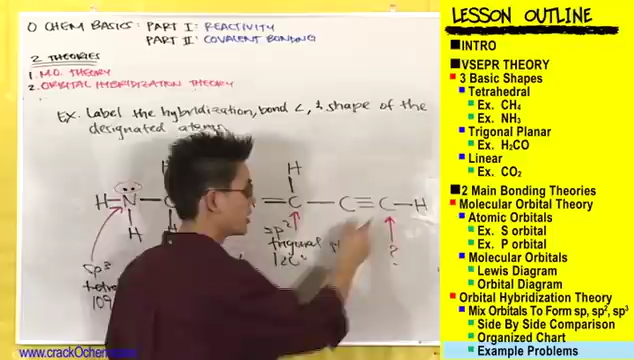 O CHEM BASICS: PART I: REACTIVITY
PART II: COVALENT BONDING
2 THEORIES
1. M.O. THEORY
2. ORBITAL HYBRIDIZATION THEORY
Ex. Label the hybridization, bond <, & shape of the
designated atoms.
H
H-N C = C — C ≡ C - H
H H
sp²
trigonal
120°
?
sp³
109
www.crackOchem
LESSON OUTLINE
INTRO
VSEPR THEORY
3 Basic Shapes
Tetrahedral
Ex. CH₄
Ex. NH₃
Trigonal Planar
Ex. H₂CO
Linear
Ex. CO₂
2 Main Bonding Theories
Molecular Orbital Theory
Atomic Orbitals
Ex. S orbital
Ex. P orbital
Molecular Orbitals
Lewis Diagram
Orbital Diagram
Orbital Hybridization Theory
Mix Orbitals To Form sp, sp², sp³
Side By Side Comparison
Organized Chart
Example Problems